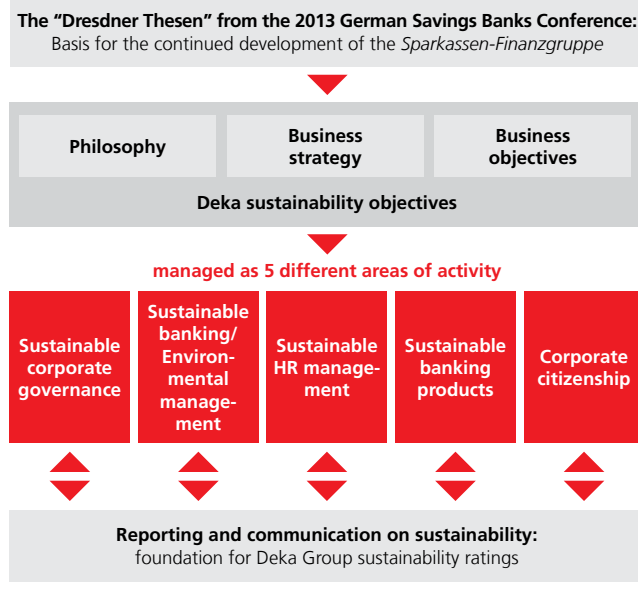 The “Dresdner Thesen” from the 2013 German Savings Banks Conference:
Basis for the continued development of the Sparkassen-Finanzgruppe
Philosophy
Business
strategy
Business
objectives
Deka sustainability objectives
managed as 5 different areas of activity
Sustainable
corporate
governance
Sustainable
banking/
Environ-
mental
manage-
ment
Sustainable
HR manage-
ment
Sustainable
banking
products
Corporate
citizenship
Reporting and communication on sustainability:
foundation for Deka Group sustainability ratings